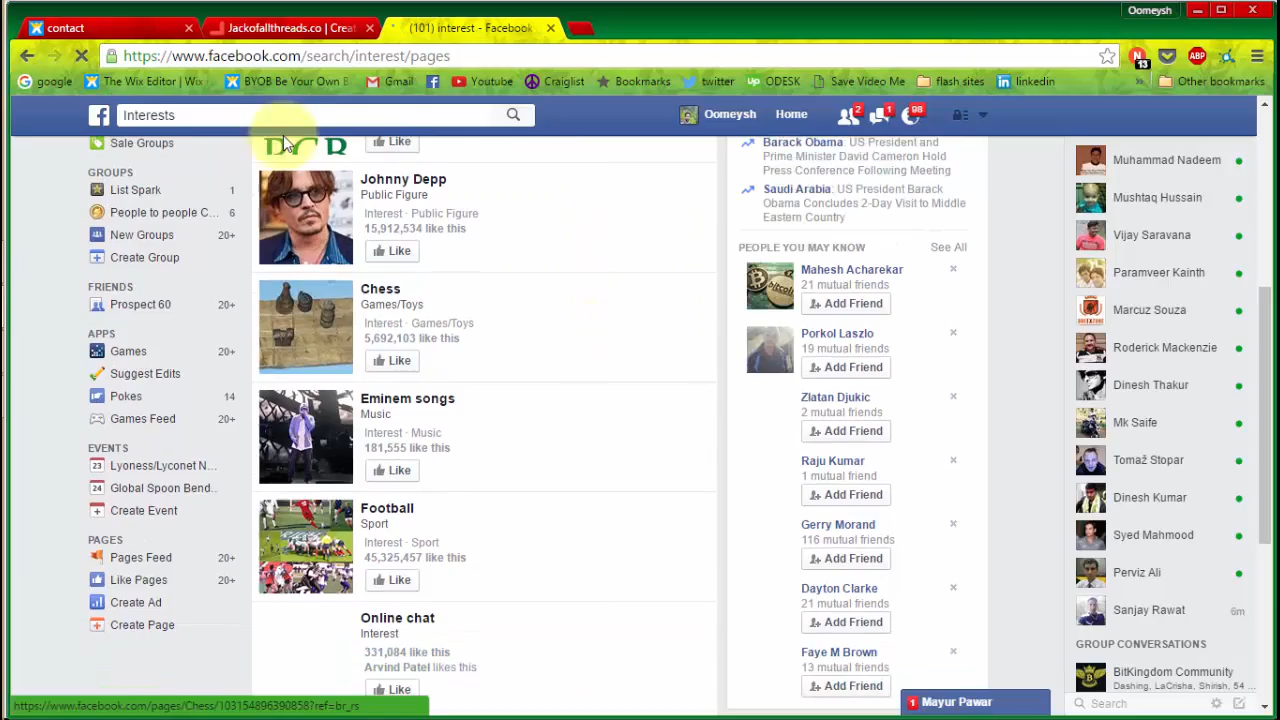 Oomeysh
contact
Jackofallthreads.co | Creat
(101) interest - Facebook
https://www.facebook.com/search/interest/pages
google
The Wix Editor | Wix
BYOB Be Your Own B
Gmail
Youtube
Craiglist
Bookmarks
twitter
ODESK
Save Video Me
flash sites
linkedin
»
Other bookmarks
13
ABP
Interests
Oomeysh
Home
2
1
98
Sale Groups
GROUPS
List Spark 1
People to people C... 6
New Groups 20+
Create Group
FRIENDS
Prospect 60 20+
APPS
Games 20+
Suggest Edits
Pokes 14
Games Feed 20+
EVENTS
Lyoness/Lyconet N...
Global Spoon Bend..
Create Event
PAGES
Pages Feed 20+
Like Pages 20+
Create Ad
Create Page
Like
Johnny Depp
Public Figure
Interest · Public Figure
15,912,534 like this
Like
Chess
Games/Toys
Interest · Games/Toys
5,692,103 like this
Like
Eminem songs
Music
Interest · Music
181,555 like this
Like
Football
Sport
Interest · Sport
45,325,457 like this
Like
Online chat
Interest
331,084 like this
Arvind Patel likes this
Like
Barack Obama: US President and
Prime Minister David Cameron Hold
Press Conference Following Meeting
Saudi Arabia: US President Barack
Obama Concludes 2-Day Visit to Middle
Eastern Country
PEOPLE YOU MAY KNOW See All
Mahesh Acharekar
21 mutual friends
Add Friend
Porkol Laszlo
19 mutual friends
Add Friend
Zlatan Djukic
2 mutual friends
Add Friend
Raju Kumar
1 mutual friend
Add Friend
Gerry Morand
116 mutual friends
Add Friend
Dayton Clarke
21 mutual friends
Add Friend
Faye M Brown
13 mutual friends
Add Friend
Muhammad Nadeem
Mushtaq Hussain
Vijay Saravana
Paramveer Kainth
Marcuz Souza
Roderick Mackenzie
Dinesh Thakur
Mk Saife
Tomaž Stopar
Dinesh Kumar
Syed Mahmood
Perviz Ali
Sanjay Rawat 6m
GROUP CONVERSATIONS
BitKingdom Community
Dashing, LaCrisha, Shirish, 54 ...
Search
1 Mayur Pawar
https://www.facebook.com/pages/Chess/103154896390858?ref=br_rs